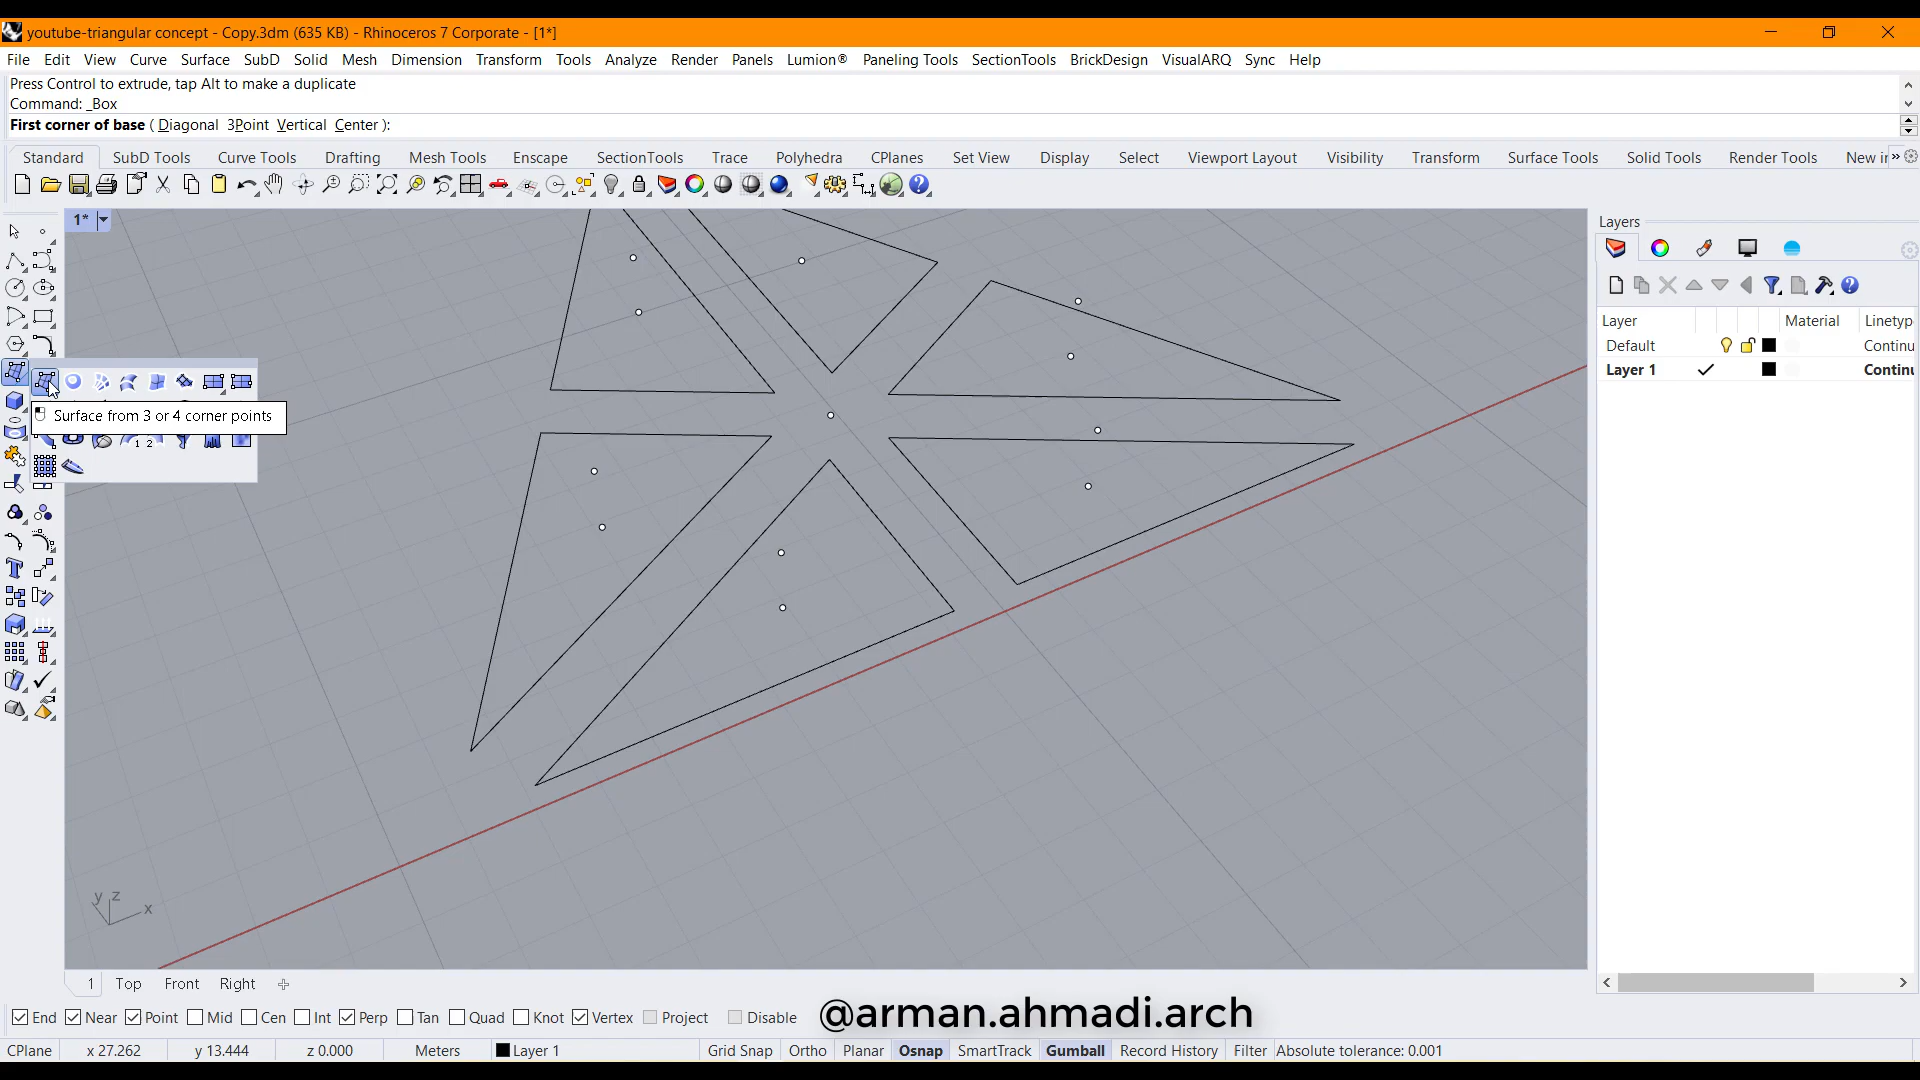 youtube-triangular concept - Copy.3dm (635 KB) - Rhinoceros 7 Corporate - [1*]
File Edit View Curve Surface SubD Solid Mesh Dimension Transform Tools Analyze Render Panels Lumion® Paneling Tools SectionTools BrickDesign VisualARQ Sync Help
Press Control to extrude, tap Alt to make a duplicate
Command: _Box
First corner of base ( Diagonal 3Point Vertical Center ):
Standard SubD Tools Curve Tools Drafting Mesh Tools Enscape SectionTools Trace Polyhedra CPlanes Set View Display Select Viewport Layout Visibility Transform Surface Tools Solid Tools Render Tools New i
1*
Layers
Layer Material Linetyp
Default Continu
Layer 1 Contin
Surface from 3 or 4 corner points
1 2
y z x
1 Top Front Right
End Near Point Mid Cen Int Perp Tan Quad Knot Vertex Project Disable
@arman.ahmadi.arch
CPlane x 27.262 y 13.444 z 0.000 Meters Layer 1 Grid Snap Ortho Planar Osnap SmartTrack Gumball Record History Filter Absolute tolerance: 0.001